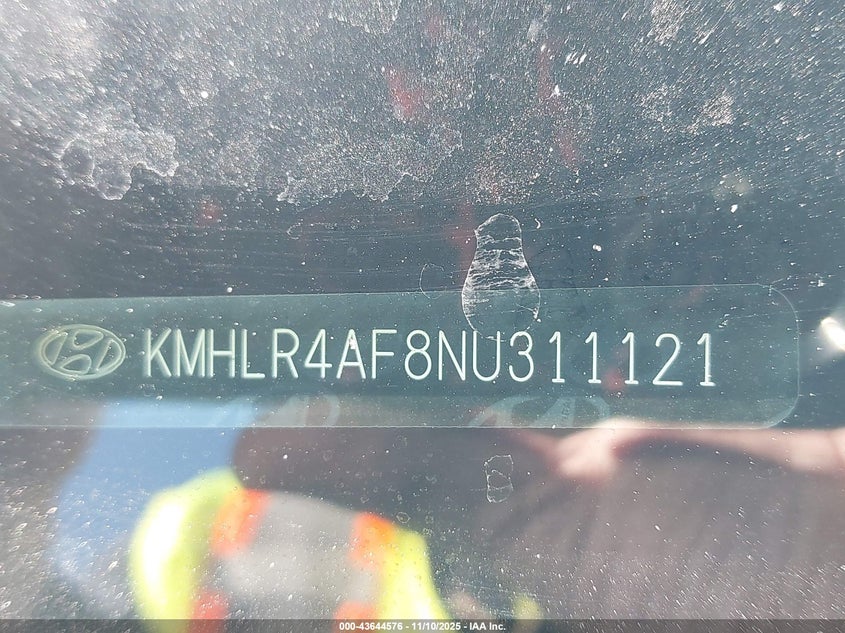 KMHLR4AF8NU311121
000-43644576 - 11/10/2025 - IAA Inc.